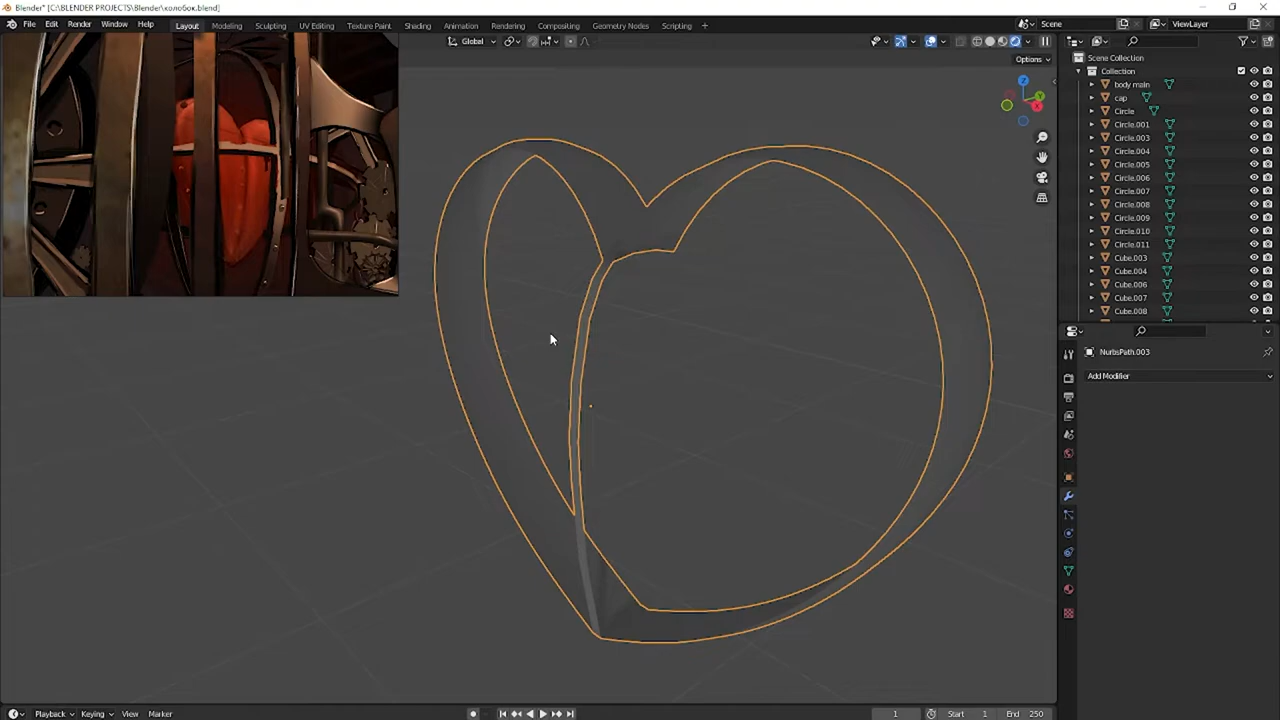 Blender* [C:\BLENDER PROJECTS\Blender\колобок.blend]
File Edit Render Window Help Layout Modeling Sculpting UV Editing Texture Paint Shading Animation Rendering Compositing Geometry Nodes Scripting + Scene ViewLayer
Global
Options
Z
Y
X
Scene Collection
Collection
body main
cap
Circle
Circle.001
Circle.003
Circle.004
Circle.005
Circle.006
Circle.007
Circle.008
Circle.009
Circle.010
Circle.011
Cube.003
Cube.004
Cube.006
Cube.007
Cube.008
NurbsPath.003
Add Modifier
Playback Keying View Marker 1 Start 1 End 250